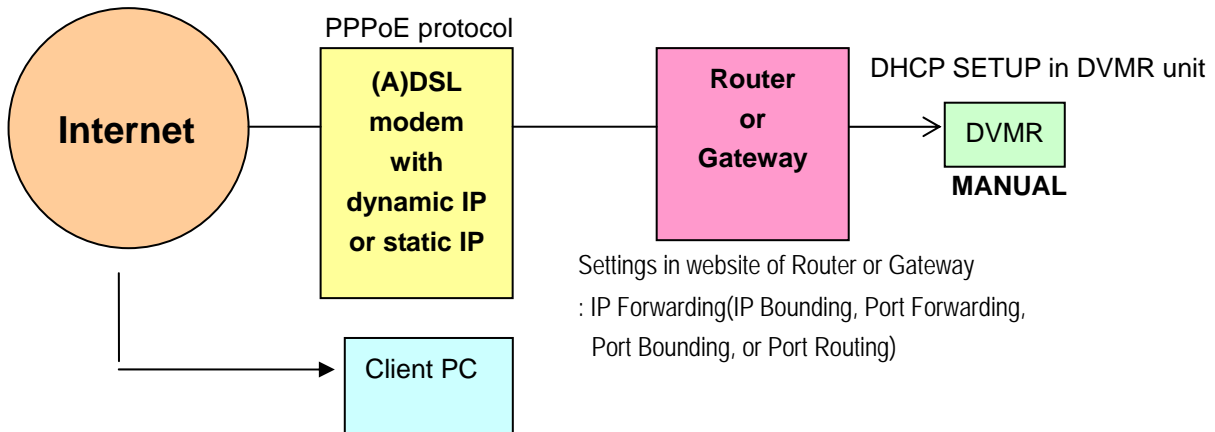 PPPoE protocol
Internet
(A)DSL
modem
with
dynamic IP
or static IP
Router
or
Gateway
DHCP SETUP in DVMR unit
DVMR
MANUAL
Settings in website of Router or Gateway
: IP Forwarding(IP Bounding, Port Forwarding,
Port Bounding, or Port Routing)
Client PC